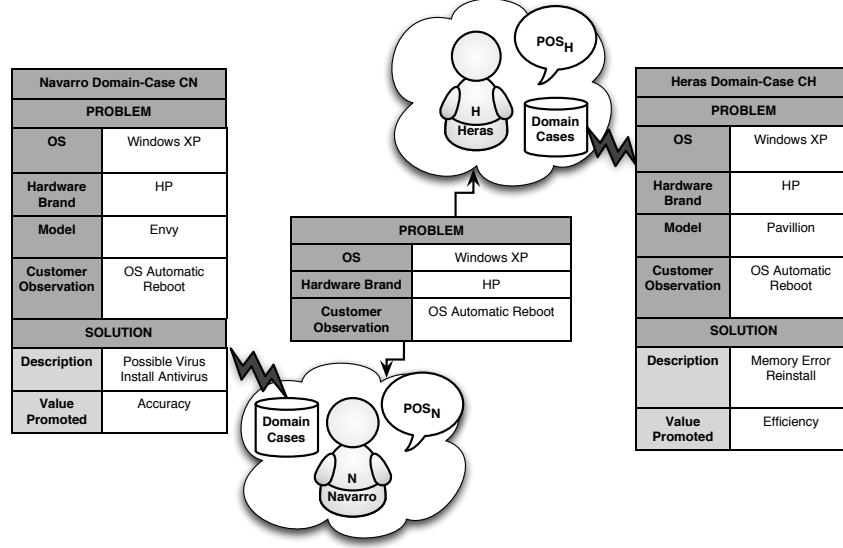 Navarro Domain-Case CN
PROBLEM
OS Windows XP
Hardware Brand HP
Model Envy
Customer Observation OS Automatic Reboot
SOLUTION
Description Possible Virus Install Antivirus
Value Promoted Accuracy
POSH
H
Heras
Domain Cases
PROBLEM
OS Windows XP
Hardware Brand HP
Customer Observation OS Automatic Reboot
Domain Cases
POSN
N
Navarro
Heras Domain-Case CH
PROBLEM
OS Windows XP
Hardware Brand HP
Model Pavillion
Customer Observation OS Automatic Reboot
SOLUTION
Description Memory Error Reinstall
Value Promoted Efficiency